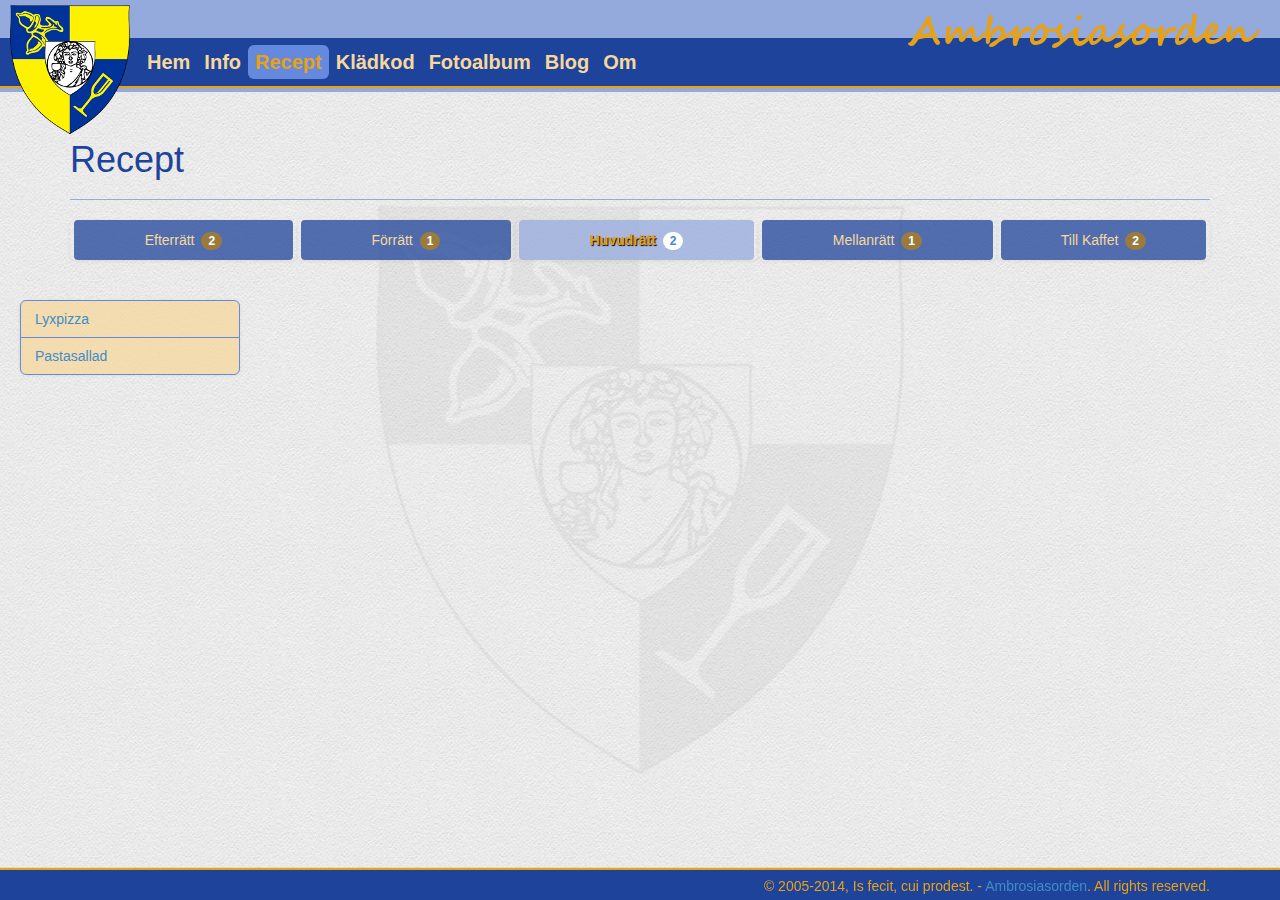 Ambrosiasorden
Hem Info Recept Klädkod Fotoalbum Blog Om
Recept
Efterrätt 2 Förrätt 1 Huvudrätt 2 Mellanrätt 1 Till Kaffet 2
Lyxpizza
Pastasallad
© 2005-2014, Is fecit, cui prodest. - Ambrosiasorden. All rights reserved.